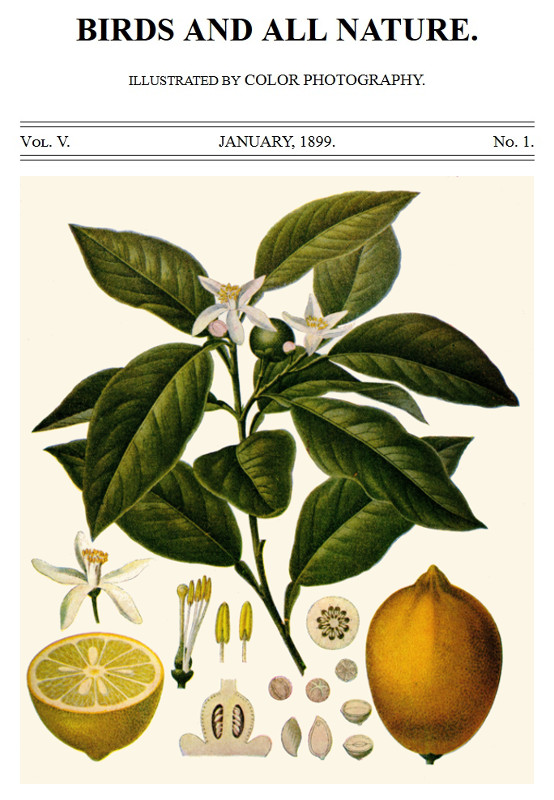 BIRDS AND ALL NATURE.
ILLUSTRATED BY COLOR PHOTOGRAPHY.
Vol. V. JANUARY, 1899. No. 1.